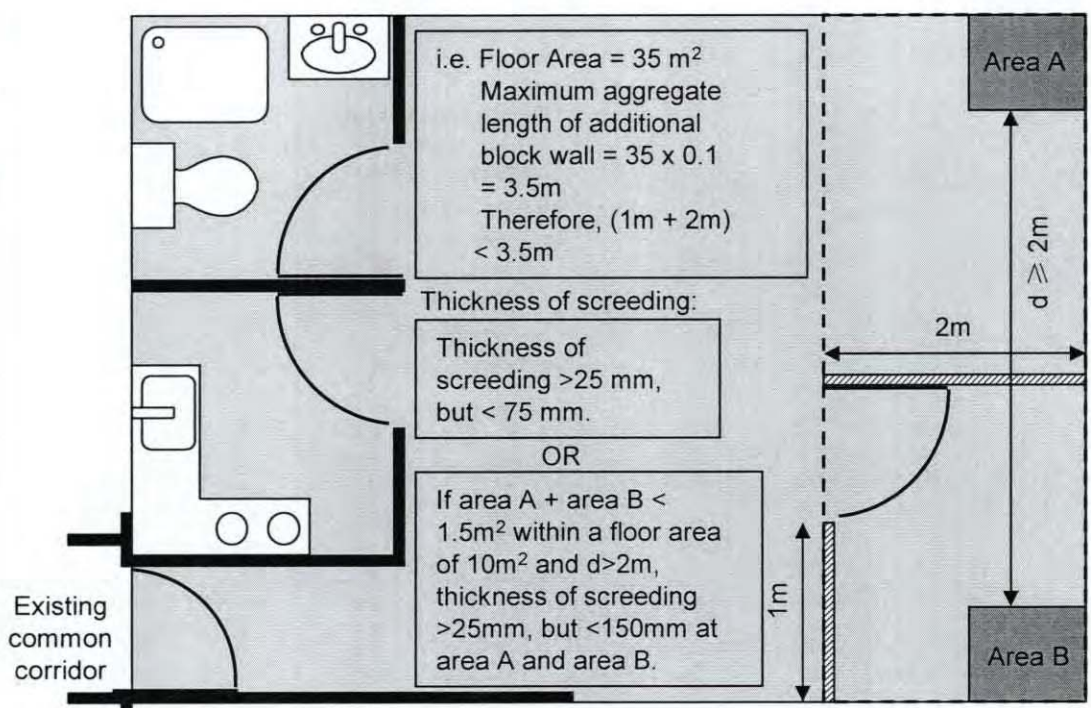 i.e. Floor Area = 35 m²
Maximum aggregate
length of additional
block wall = 35 x 0.1
= 3.5m
Therefore, (1m + 2m)
< 3.5m
Area A
d ≥ 2m
2m
Thickness of screeding:
Thickness of
screeding >25 mm,
but < 75 mm.
OR
If area A + area B <
1.5m² within a floor area
of 10m² and d>2m,
thickness of screeding
>25mm, but <150mm at
area A and area B.
1m
Existing
common
corridor
Area B